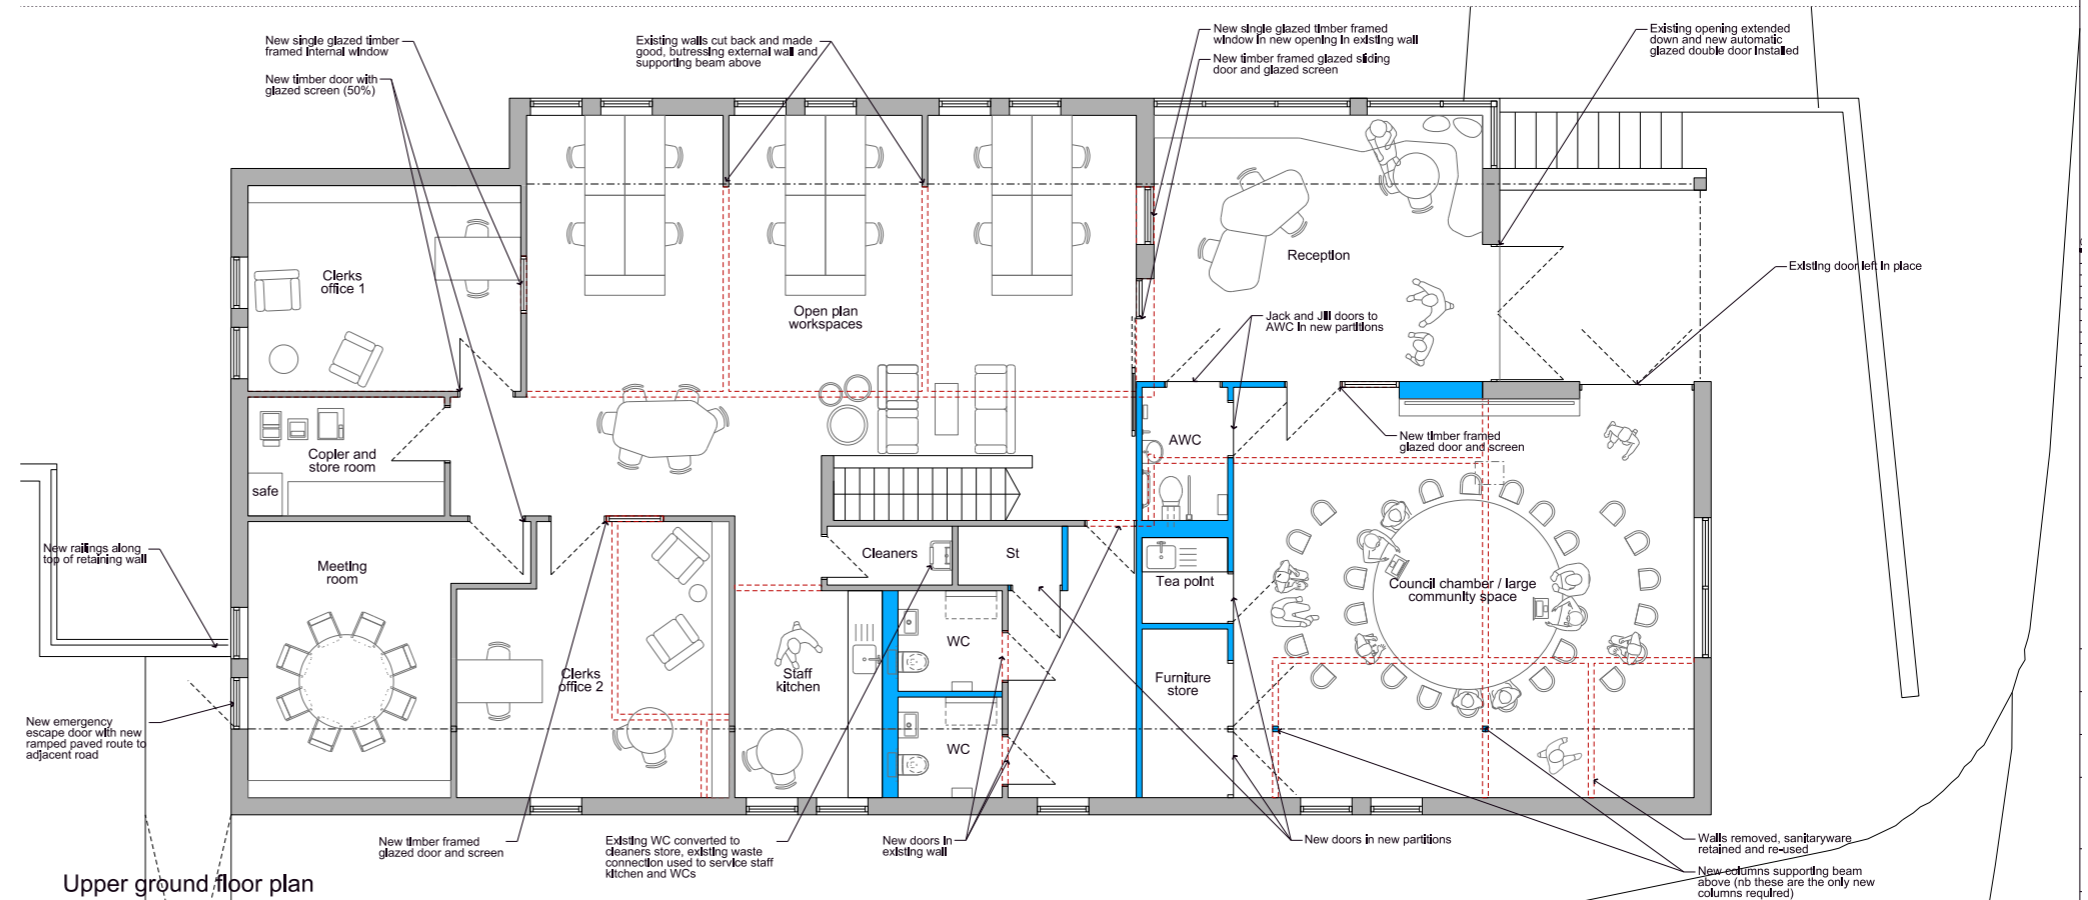 New single glazed timber
framed internal window
New timber door with
glazed screen (50%)
Existing walls cut back and made
good, butressing external wall and
supporting beam above
New single glazed timber framed
window in new opening in existing wall
New timber framed glazed sliding
door and glazed screen
Existing opening extended
down and new automatic
glazed double door installed
Clerks
office 1
Open plan
workspaces
Reception
Existing door left in place
Jack and Jill doors to
AWC in new partitions
Copier and
store room
safe
AWC
New timber framed
glazed door and screen
New railings along
top of retaining wall
Meeting
room
Cleaners
St
Tea point
Council chamber / large
community space
WC
Clerks
office 2
Staff
kitchen
Furniture
store
WC
New emergency
escape door with new
ramped paved route to
adjacent road
New timber framed
glazed door and screen
Existing WC converted to
cleaners store, existing waste
connection used to service staff
kitchen and WCs
New doors in
existing wall
New doors in new partitions
Walls removed, sanitaryware
retained and re-used
New columns supporting beam
above (nb these are the only new
columns required)
Upper ground floor plan